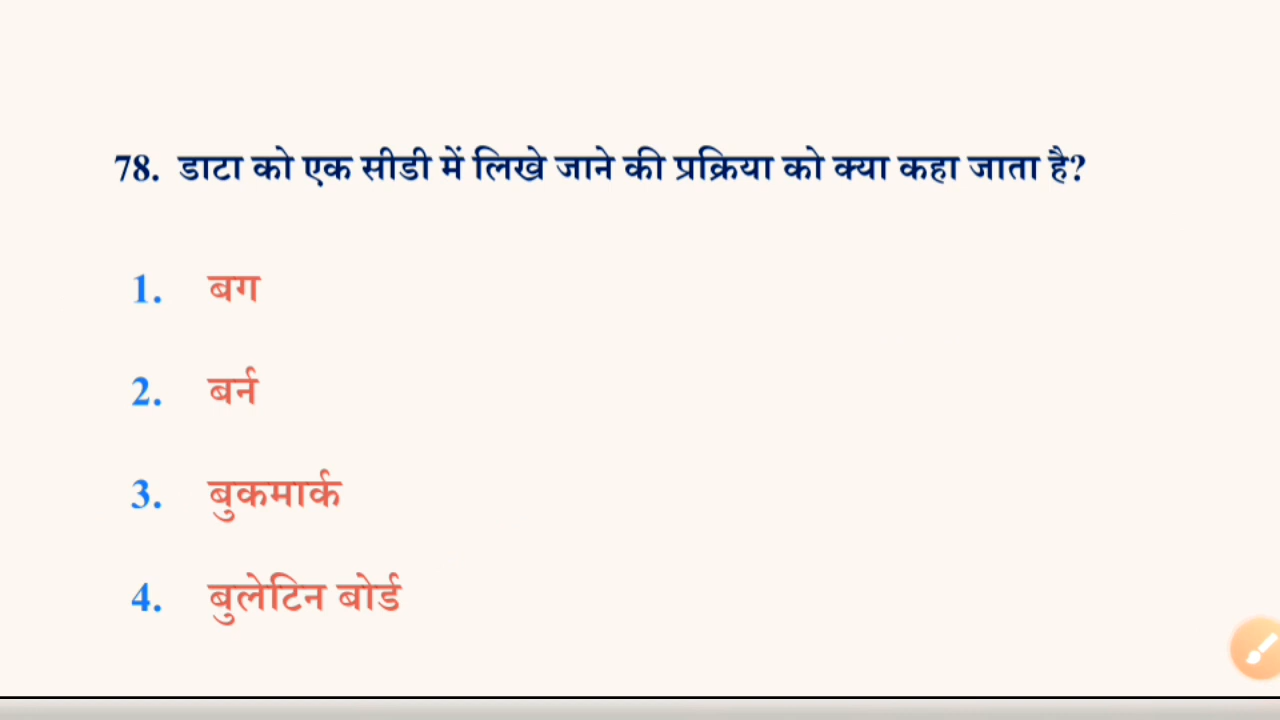 78. डाटा को एक सीडी में लिखे जाने की प्रक्रिया को क्या कहा जाता है?
1. बग
2. बर्न
3. बुकमार्क
4. बुलेटिन बोर्ड